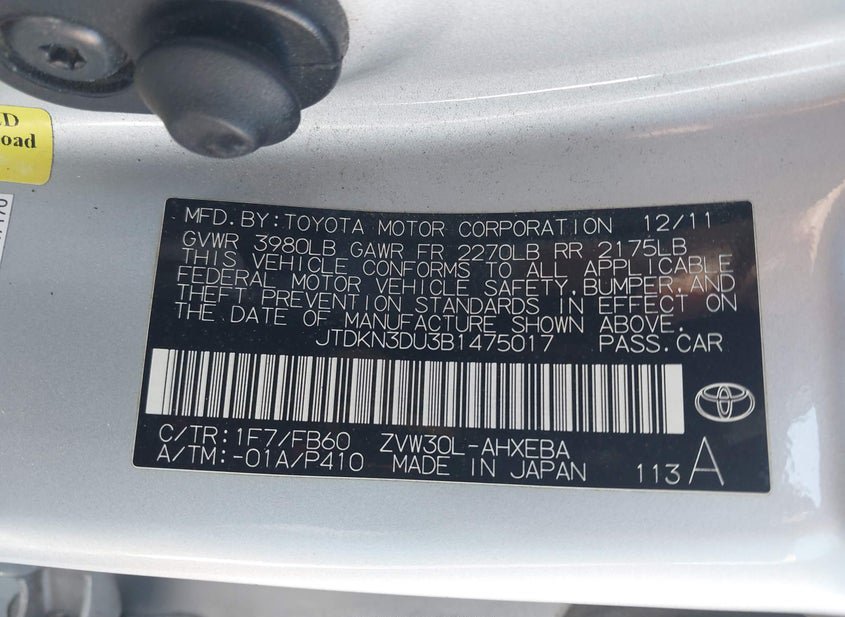 D
oad
MFD. BY: TOYOTA MOTOR CORPORATION 12/11
GVWR 3980LB GAWR FR 2270LB RR 2175LB
THIS VEHICLE CONFORMS TO ALL APPLICABLE
FEDERAL MOTOR VEHICLE SAFETY, BUMPER, AND
THEFT PREVENTION STANDARDS IN EFFECT ON
THE DATE OF MANUFACTURE SHOWN ABOVE.
JTDKN3DU3B1475017 PASS. CAR
C/TR: 1F7/FB60 ZVW30L-AHXEBA
A/TM: -01A/P410 MADE IN JAPAN 113 A